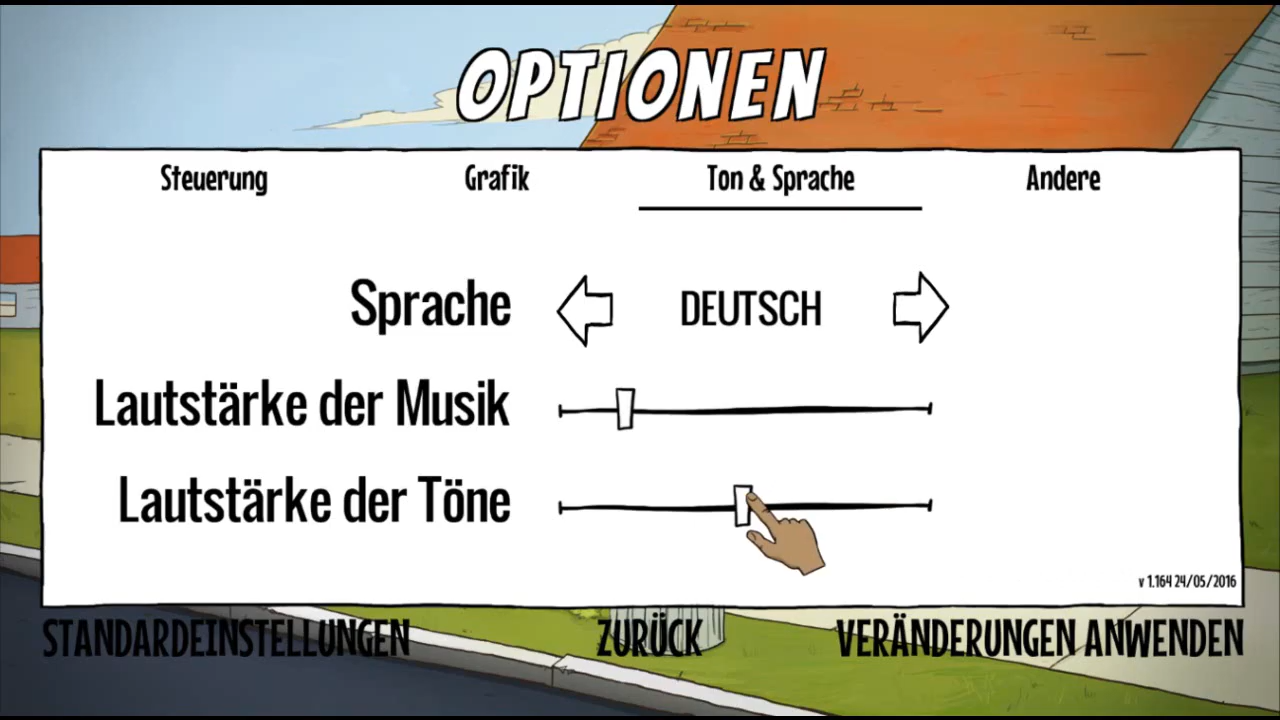 OPTIONEN
Steuerung Grafik Ton & Sprache Andere
Sprache DEUTSCH
Lautstärke der Musik
Lautstärke der Töne
v 1.164 24/05/2016
STANDARDEINSTELLUNGEN ZURÜCK VERÄNDERUNGEN ANWENDEN